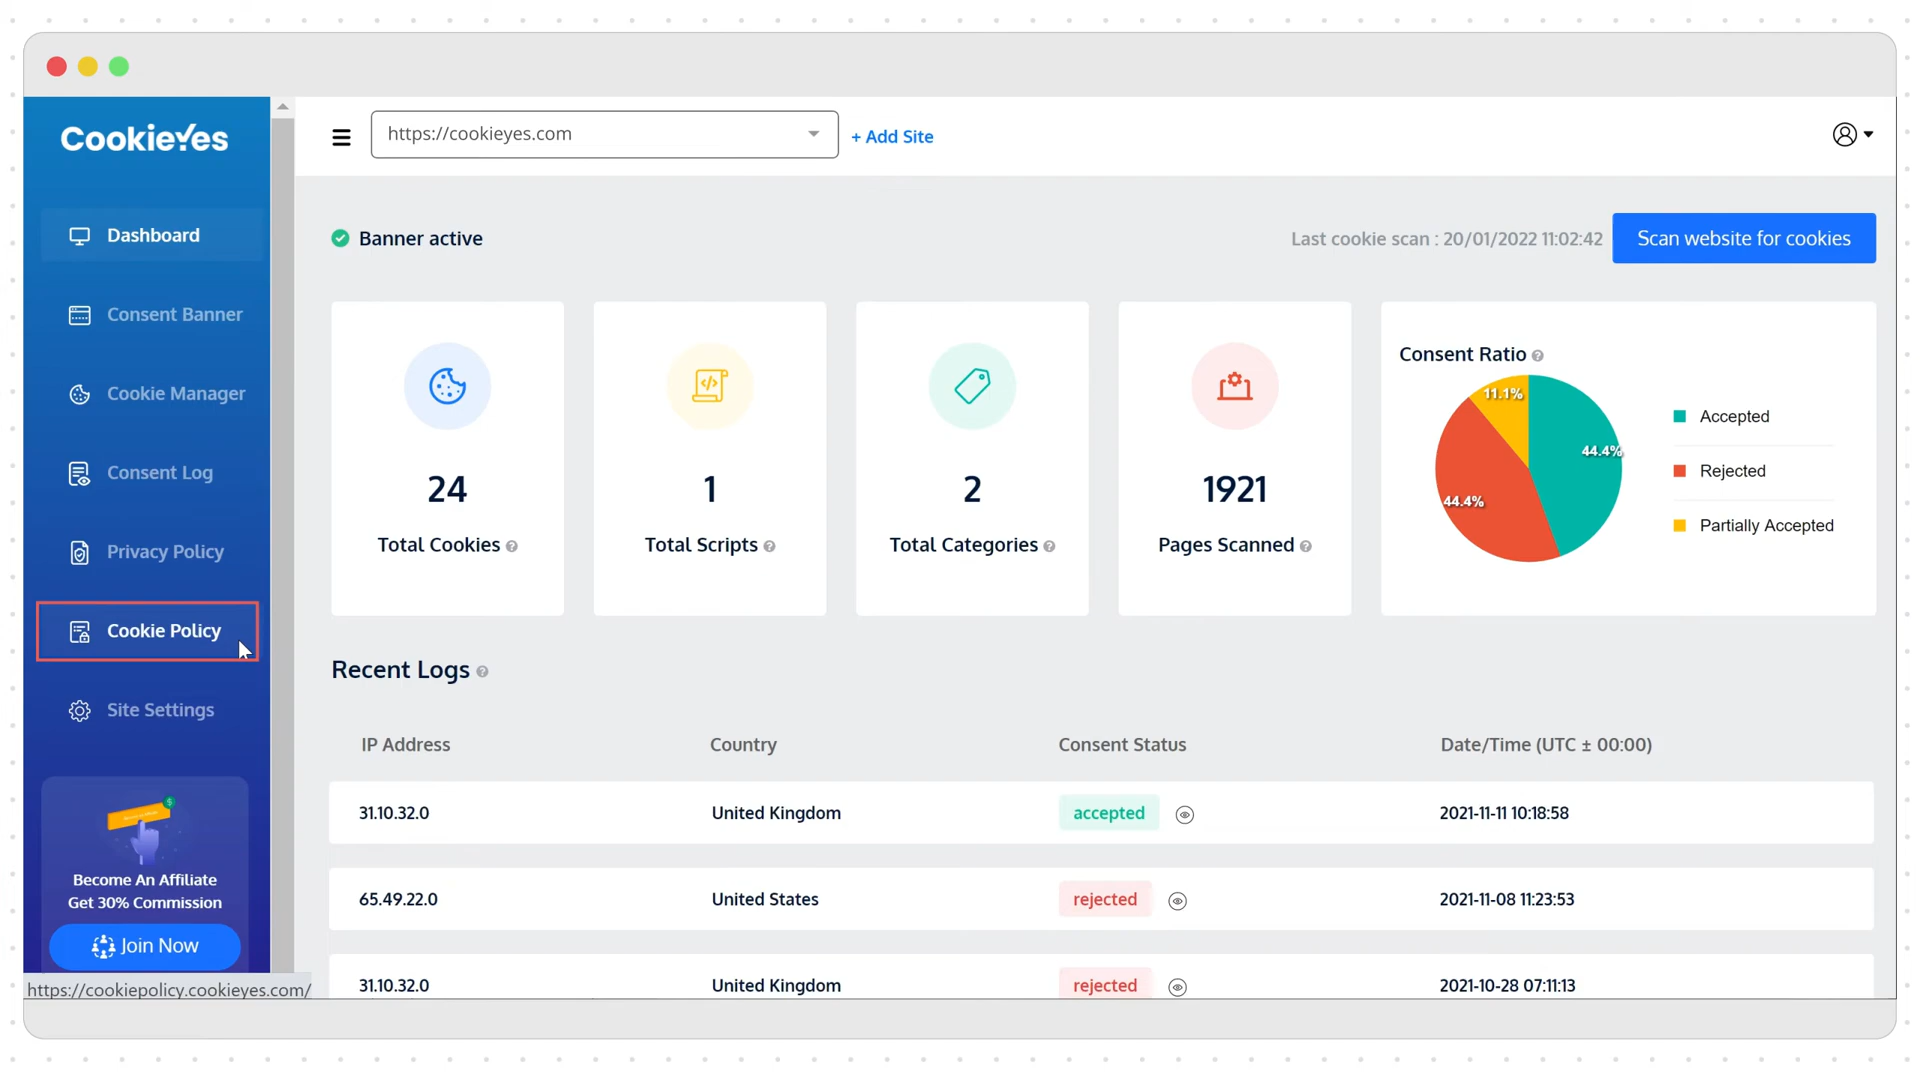 CookieYes
https://cookieyes.com
+ Add Site
Dashboard
Consent Banner
Cookie Manager
Consent Log
Privacy Policy
Cookie Policy
Site Settings
Become An Affiliate
Get 30% Commission
Join Now
https://cookiepolicy.cookieyes.com/
Banner active
Last cookie scan : 20/01/2022 11:02:42
Scan website for cookies
24
Total Cookies ?
1
Total Scripts ?
2
Total Categories ?
1921
Pages Scanned ?
Consent Ratio ?
11.1%
44.4%
44.4%
Accepted
Rejected
Partially Accepted
Recent Logs ?
IP Address Country Consent Status Date/Time (UTC ± 00:00)
31.10.32.0 United Kingdom accepted 2021-11-11 10:18:58
65.49.22.0 United States rejected 2021-11-08 11:23:53
31.10.32.0 United Kingdom rejected 2021-10-28 07:11:13